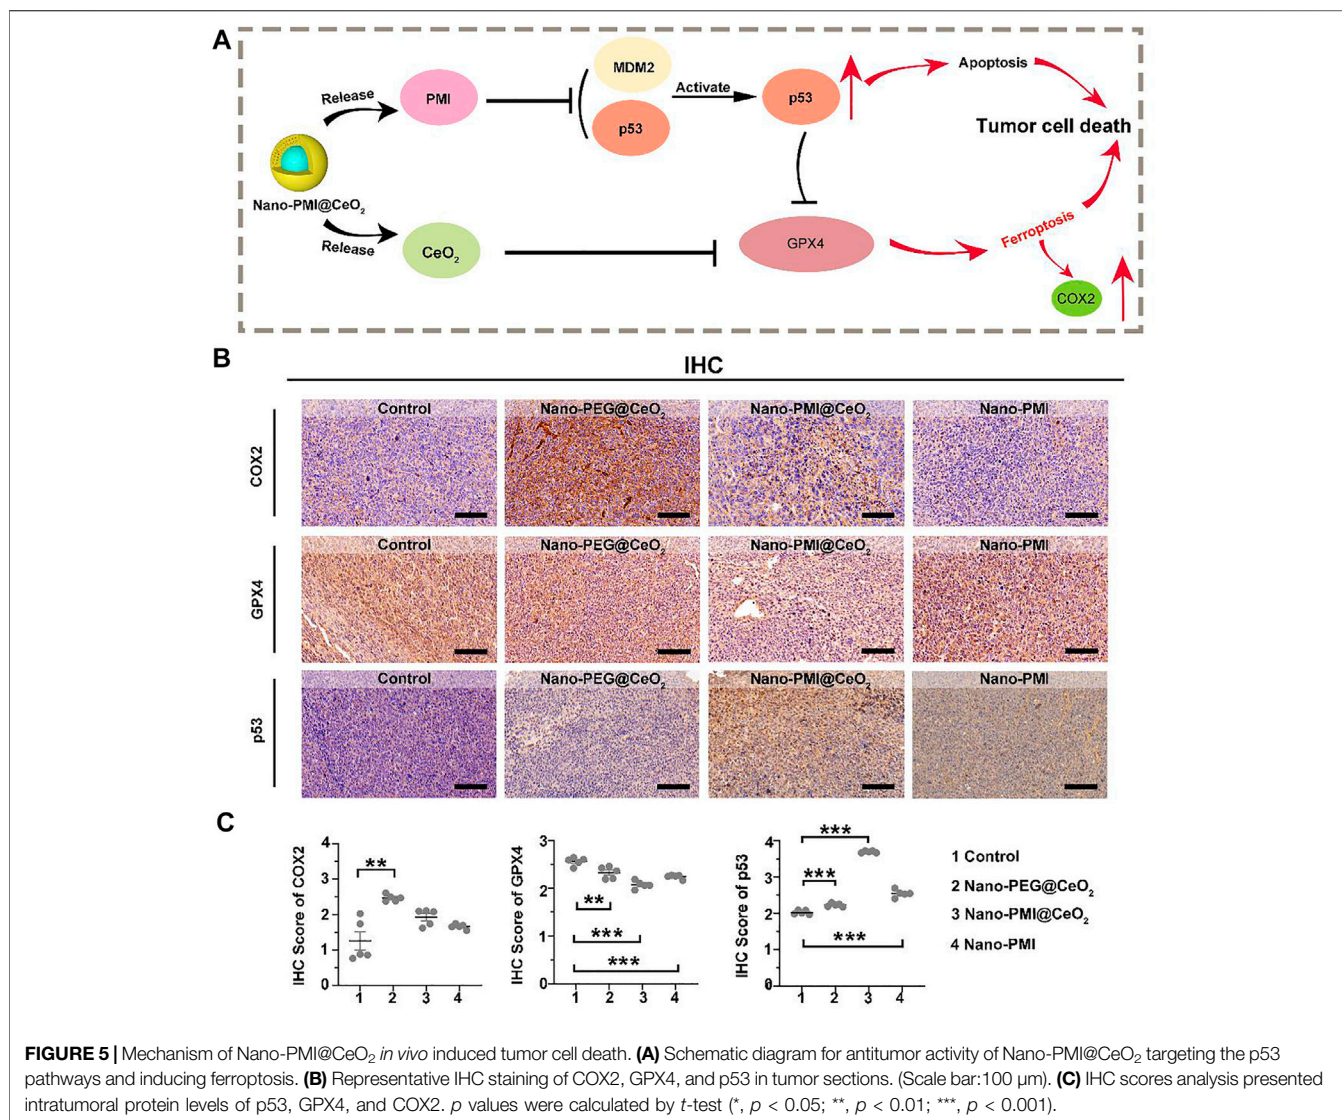 A
MDM2
Release
PMI
Activate
p53
p53
Apoptosis
Tumor cell death
Nano-PMI@CeO₂
Release
CeO₂
GPX4
Ferroptosis
COX2
B
IHC
COX2
Control
Nano-PEG@CeO₂
Nano-PMI@CeO₂
Nano-PMI
GPX4
Control
Nano-PEG@CeO₂
Nano-PMI@CeO₂
Nano-PMI
p53
Control
Nano-PEG@CeO₂
Nano-PMI@CeO₂
Nano-PMI
C
IHC Score of COX2
4
3
2
1
0
**
1 2 3 4
IHC Score of GPX4
3
2
1
0
**
***
***
1 2 3 4
IHC Score of p53
4
3
2
1
0
***
***
***
1 2 3 4
1 Control
2 Nano-PEG@CeO₂
3 Nano-PMI@CeO₂
4 Nano-PMI
FIGURE 5 | Mechanism of Nano-PMI@CeO₂ in vivo induced tumor cell death. (A) Schematic diagram for antitumor activity of Nano-PMI@CeO₂ targeting the p53
pathways and inducing ferroptosis. (B) Representative IHC staining of COX2, GPX4, and p53 in tumor sections. (Scale bar:100 μm). (C) IHC scores analysis presented
intratumoral protein levels of p53, GPX4, and COX2. p values were calculated by t-test (*, p < 0.05; **, p < 0.01; ***, p < 0.001).